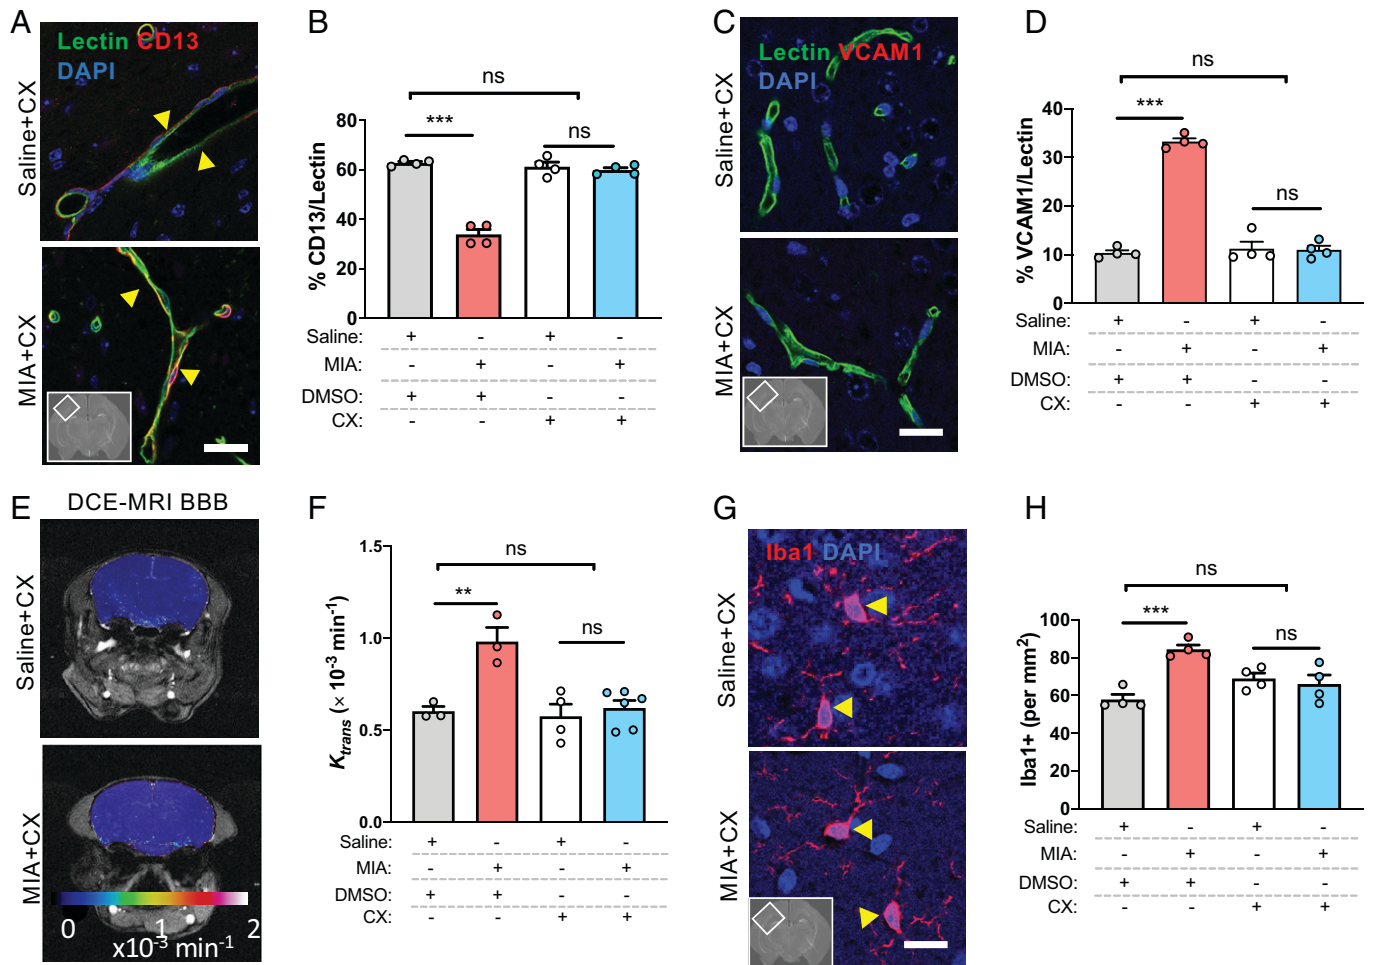 A
Lectin CD13
DAPI
Saline+CX
MIA+CX
B
ns
***
ns
% CD13/Lectin
80
60
40
20
0
Saline: + - + -
MIA: - + - +
DMSO: + + - -
CX: - - + +
C
Lectin VCAM1
DAPI
Saline+CX
MIA+CX
D
ns
***
ns
% VCAM1/Lectin
40
30
20
10
0
Saline: + - + -
MIA: - + - +
DMSO: + + - -
CX: - - + +
E
DCE-MRI BBB
Saline+CX
MIA+CX
0 1 2
x10-3 min-1
F
ns
**
ns
Ktrans (× 10-3 min-1)
1.5
1.0
0.5
0.0
Saline: + - + -
MIA: - + - +
DMSO: + + - -
CX: - - + +
G
Iba1 DAPI
Saline+CX
MIA+CX
H
ns
***
ns
Iba1+ (per mm2)
100
80
60
40
20
0
Saline: + - + -
MIA: - + - +
DMSO: + + - -
CX: - - + +